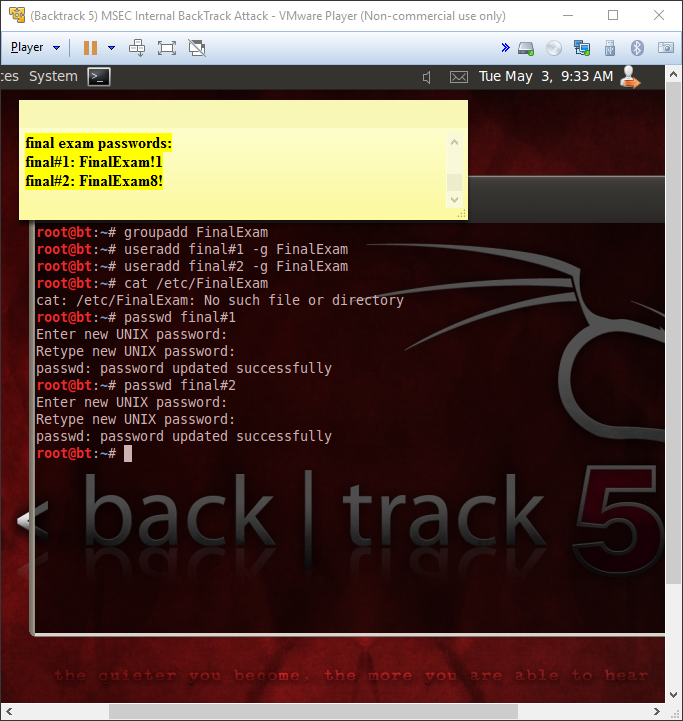 (Backtrack 5) MSEC Internal BackTrack Attack - VMware Player (Non-commercial use only)
Player
ces System Tue May 3, 9:33 AM
final exam passwords:
final#1: FinalExam!1
final#2: FinalExam8!
root@bt:~# groupadd FinalExam
root@bt:~# useradd final#1 -g FinalExam
root@bt:~# useradd final#2 -g FinalExam
root@bt:~# cat /etc/FinalExam
cat: /etc/FinalExam: No such file or directory
root@bt:~# passwd final#1
Enter new UNIX password:
Retype new UNIX password:
passwd: password updated successfully
root@bt:~# passwd final#2
Enter new UNIX password:
Retype new UNIX password:
passwd: password updated successfully
root@bt:~#
<back|track 5
the quieter you become, the more you are able to hear